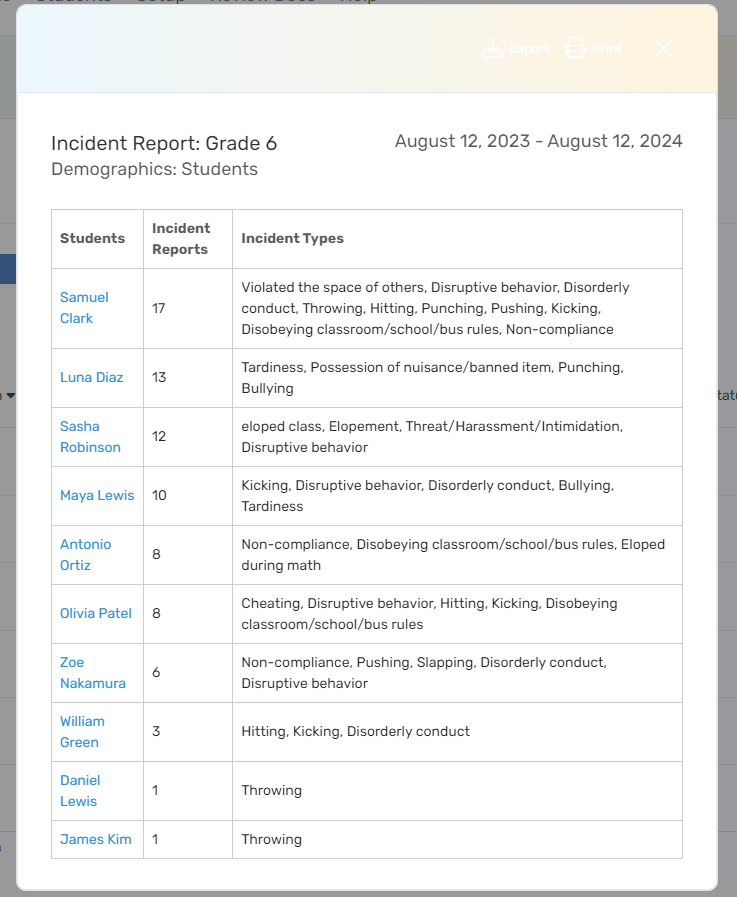 Students Setup Review Docs Help
Export Print
Incident Report: Grade 6
August 12, 2023 - August 12, 2024
Demographics: Students
Students
Incident
Reports
Incident Types
Samuel
Clark
17
Violated the space of others, Disruptive behavior, Disorderly
conduct, Throwing, Hitting, Punching, Pushing, Kicking,
Disobeying classroom/school/bus rules, Non-compliance
Luna Diaz
13
Tardiness, Possession of nuisance/banned item, Punching,
Bullying
Sasha
Robinson
12
eloped class, Elopement, Threat/Harassment/Intimidation,
Disruptive behavior
Maya Lewis
10
Kicking, Disruptive behavior, Disorderly conduct, Bullying,
Tardiness
Antonio
Ortiz
8
Non-compliance, Disobeying classroom/school/bus rules, Eloped
during math
Olivia Patel
8
Cheating, Disruptive behavior, Hitting, Kicking, Disobeying
classroom/school/bus rules
Zoe
Nakamura
6
Non-compliance, Pushing, Slapping, Disorderly conduct,
Disruptive behavior
William
Green
3
Hitting, Kicking, Disorderly conduct
Daniel
Lewis
1
Throwing
James Kim
1
Throwing